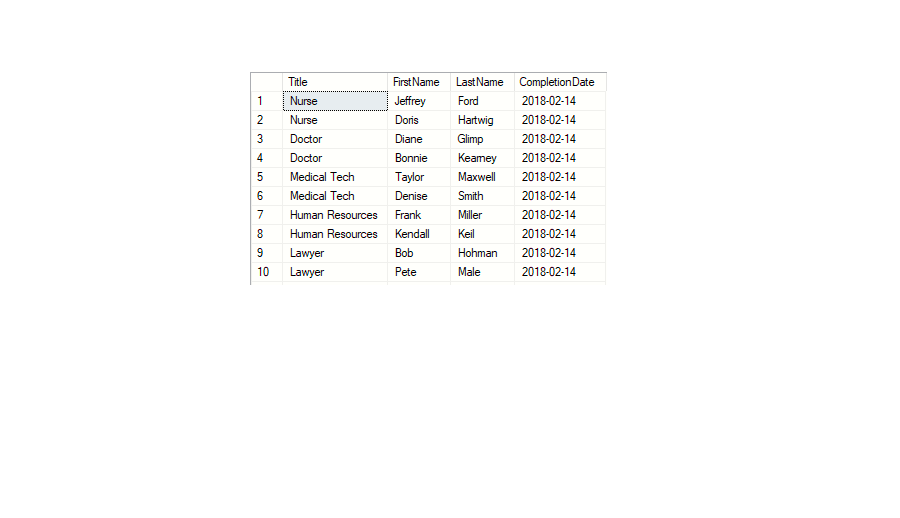 Title FirstName LastName CompletionDate
1 Nurse Jeffrey Ford 2018-02-14
2 Nurse Doris Hartwig 2018-02-14
3 Doctor Diane Glimp 2018-02-14
4 Doctor Bonnie Kearney 2018-02-14
5 Medical Tech Taylor Maxwell 2018-02-14
6 Medical Tech Denise Smith 2018-02-14
7 Human Resources Frank Miller 2018-02-14
8 Human Resources Kendall Keil 2018-02-14
9 Lawyer Bob Hohman 2018-02-14
10 Lawyer Pete Male 2018-02-14